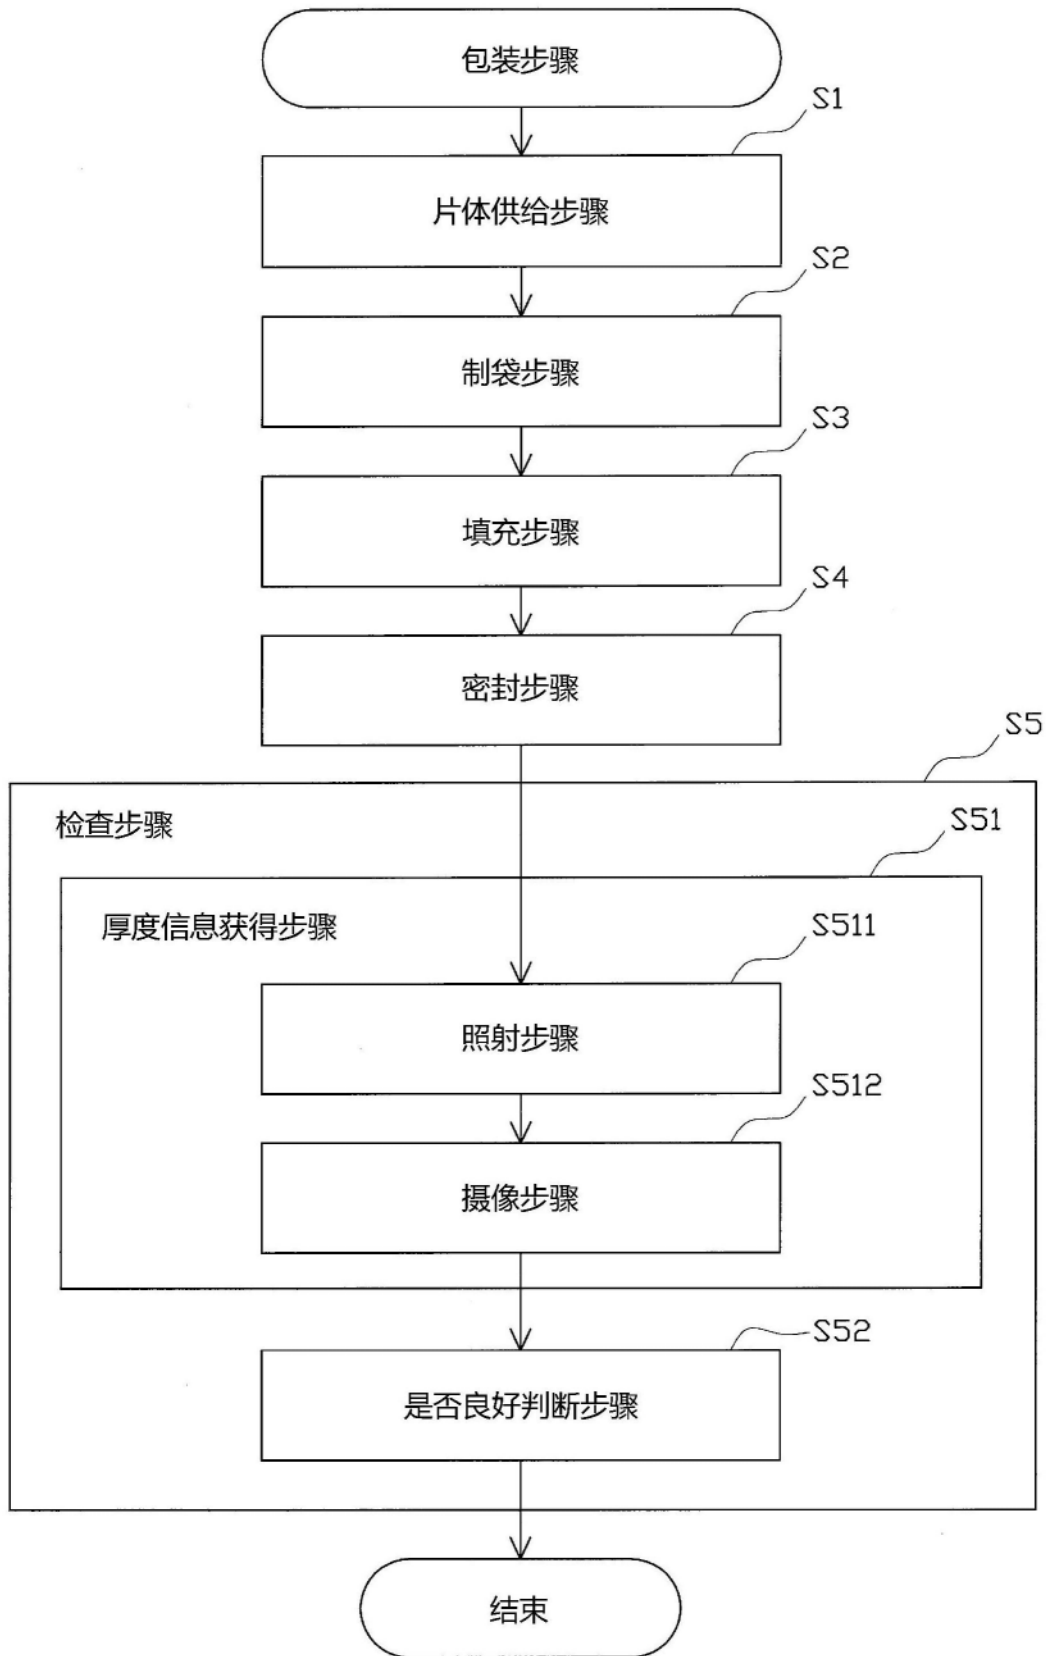 包装步骤
S1
片体供给步骤
S2
制袋步骤
S3
填充步骤
S4
密封步骤
S5
检查步骤
S51
厚度信息获得步骤
S511
照射步骤
S512
摄像步骤
S52
是否良好判断步骤
结束